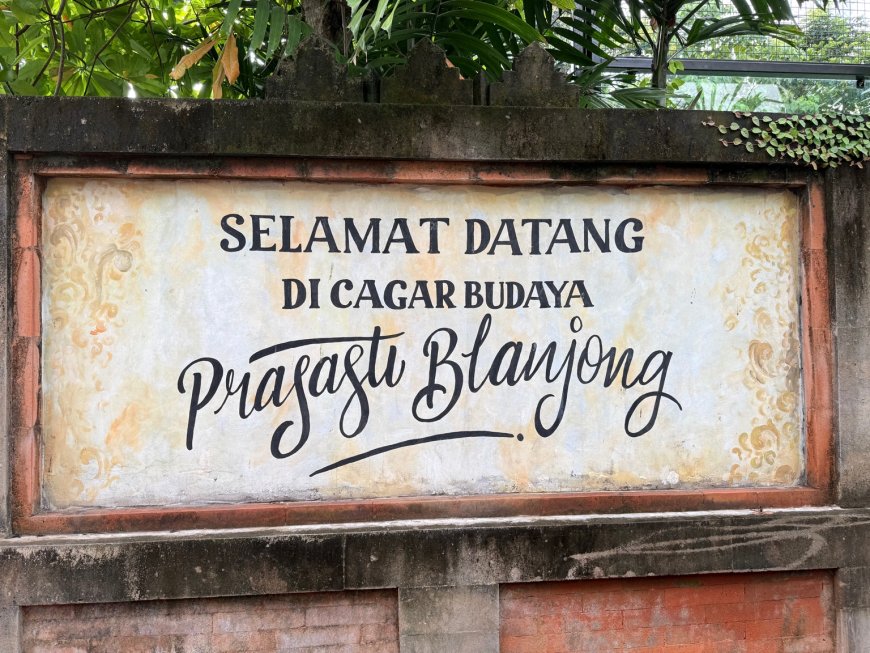 SELAMAT DATANG
DI CAGAR BUDAYA
Prasasti Blanjong